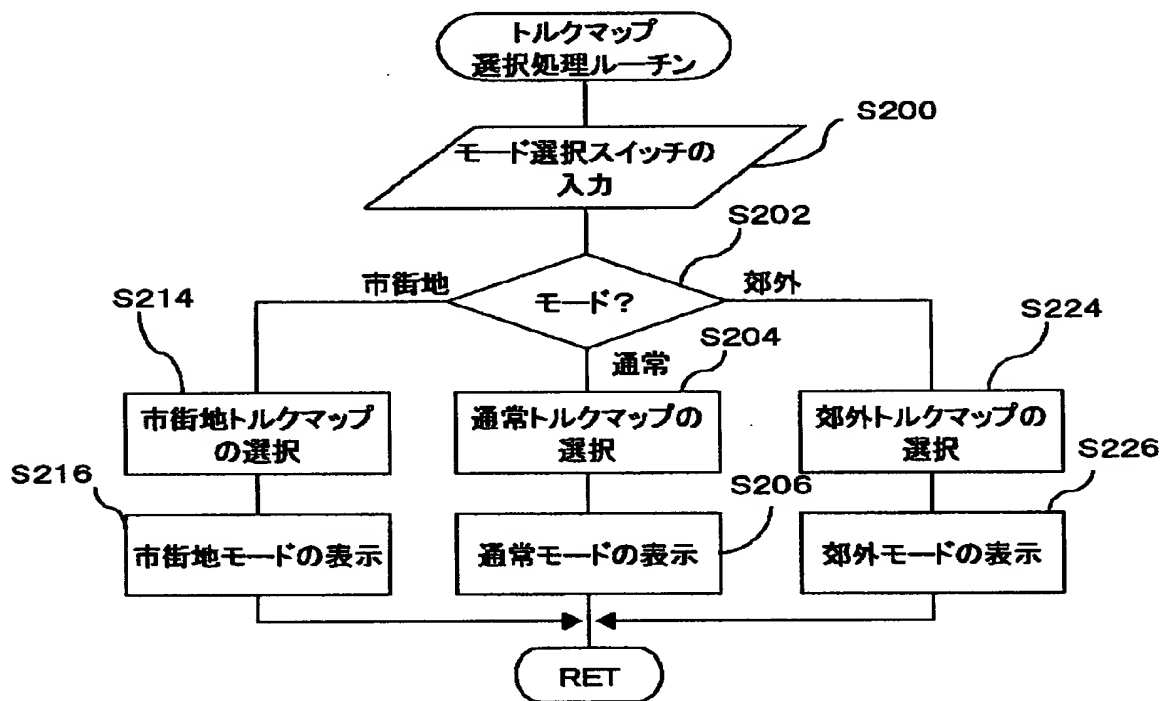 トルクマップ
選択処理ルーチン
S200
モード選択スイッチの
入力
S202
市街地
モード?
郊外
S214
S204
S224
通常
市街地トルクマップ
の選択
通常トルクマップの
選択
郊外トルクマップの
選択
S216
S206
S226
市街地モードの表示
通常モードの表示
郊外モードの表示
RET